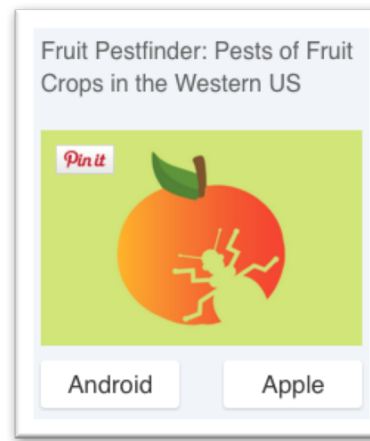 Fruit Pestfinder: Pests of Fruit
Crops in the Western US
Pin it
Android
Apple